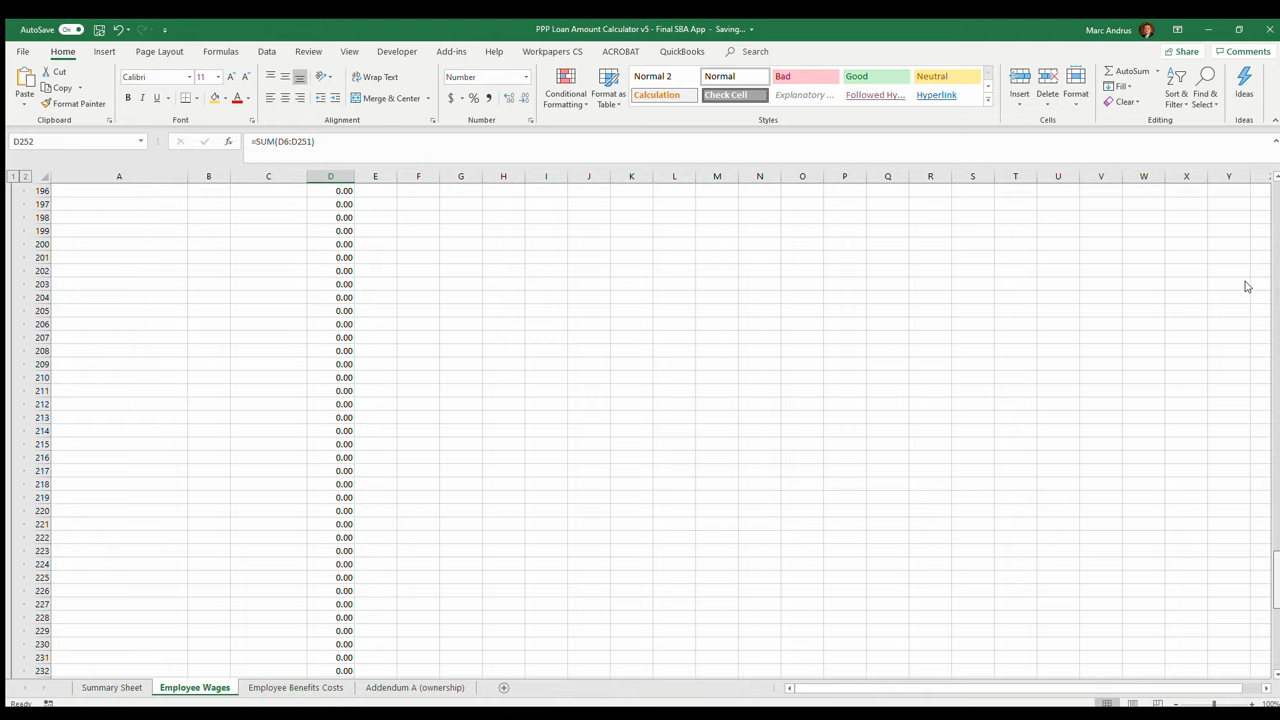 AutoSave On PPP Loan Amount Calculator v5 - Final SBA App - Saving... Marc Andrus
File Home Insert Page Layout Formulas Data Review View Developer Add-ins Help Workpapers CS ACROBAT QuickBooks Search Share Comments
Paste Cut Copy Format Painter Clipboard
Calibri 11 B I U A Font
Wrap Text Merge & Center Alignment
Number $ % Number
Conditional Formatting Format as Table
Normal 2 Normal Bad Good Neutral
Calculation Check Cell Explanatory ... Followed Hy... Hyperlink
Styles
Insert Delete Format Cells
AutoSum Fill Clear Sort & Filter Find & Select Editing
Ideas Ideas
D252 fx =SUM(D6:D251)
1 2 A B C D E F G H I J K L M N O P Q R S T U V W X Y
196 0.00
197 0.00
198 0.00
199 0.00
200 0.00
201 0.00
202 0.00
203 0.00
204 0.00
205 0.00
206 0.00
207 0.00
208 0.00
209 0.00
210 0.00
211 0.00
212 0.00
213 0.00
214 0.00
215 0.00
216 0.00
217 0.00
218 0.00
219 0.00
220 0.00
221 0.00
222 0.00
223 0.00
224 0.00
225 0.00
226 0.00
227 0.00
228 0.00
229 0.00
230 0.00
231 0.00
232 0.00
Summary Sheet Employee Wages Employee Benefits Costs Addendum A (ownership)
Ready 100%